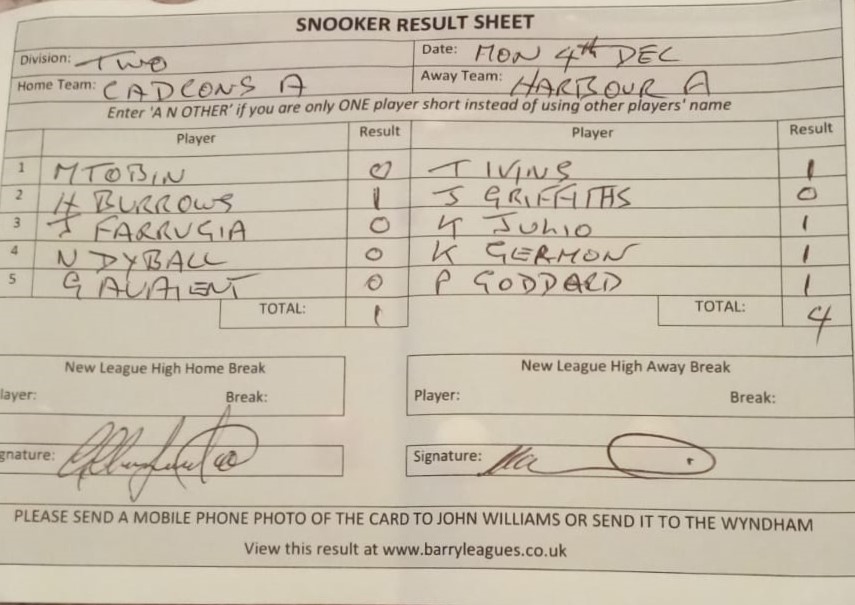 SNOOKER RESULT SHEET
Division: TWO Date: MON 4th DEC
Home Team: CADCONS A Away Team: HARBOUR A
Enter 'A N OTHER' if you are only ONE player short instead of using other players' name
Player Result Player Result
1 M TOBIN 0 T IVINS 1
2 H BURROWS 1 J GRIFFITHS 0
3 J FARRUGIA 0 K JUHIO 1
4 N DYBALL 0 K GERMON 1
5 G 0 P GODDARD 1
TOTAL: 1 TOTAL: 4
New League High Home Break New League High Away Break
layer: Break: Player: Break:
gnature: Signature:
PLEASE SEND A MOBILE PHONE PHOTO OF THE CARD TO JOHN WILLIAMS OR SEND IT TO THE WYNDHAM
View this result at www.barryleagues.co.uk